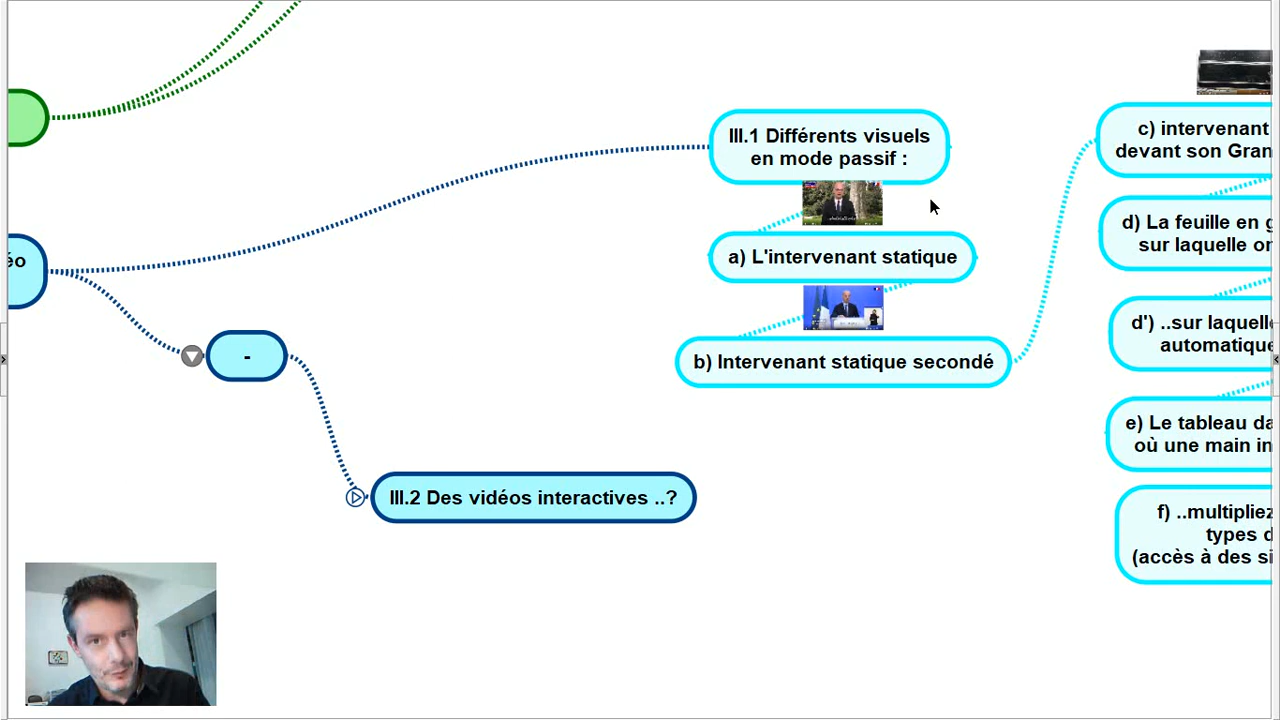 III.1 Différents visuels
en mode passif :
a) L'intervenant statique
b) Intervenant statique secondé
éo
-
III.2 Des vidéos interactives ..?
c) intervenant
devant son Gran
d) La feuille en g
sur laquelle on
d') ..sur laquelle
automatique
e) Le tableau da
où une main in
f) ..multipliez
types d
(accès à des si